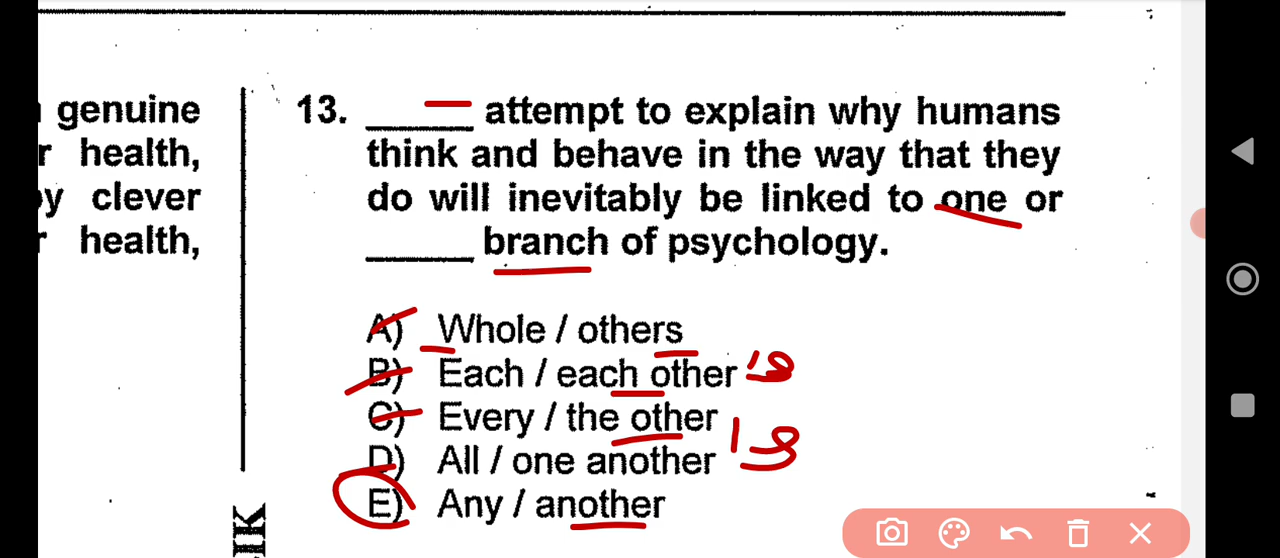 genuine
health,
clever
health,
13. _____ attempt to explain why humans
think and behave in the way that they
do will inevitably be linked to one or
_____ branch of psychology.
A) Whole / others
B) Each / each other
C) Every / the other
D) All / one another
E) Any / another